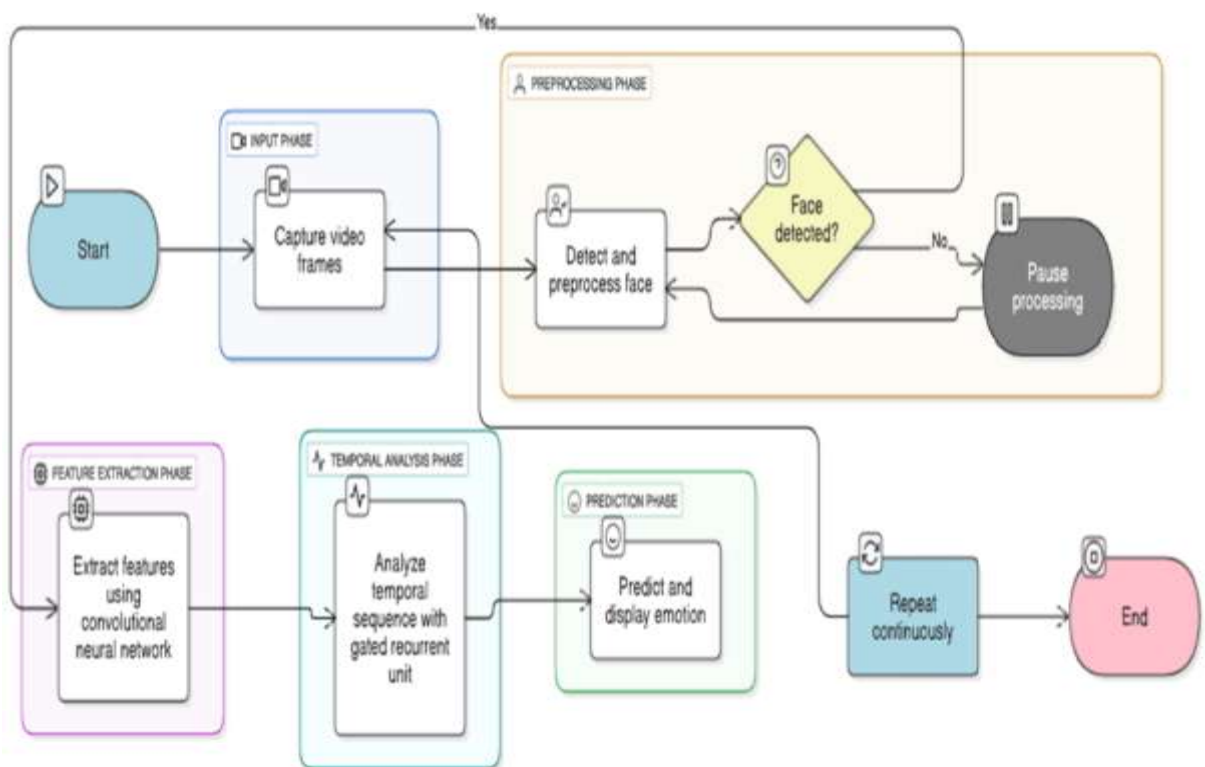 Yes
PREPROCESSING PHASE
INPUT PHASE
Start
Capture video
frames
Detect and
preprocess face
Face
detected?
No
Pause
processing
FEATURE EXTRACTION PHASE
Extract features
using
convolutional
neural network
TEMPORAL ANALYSIS PHASE
Analyze
temporal
sequence with
gated recurrent
unit
PREDICTION PHASE
Predict and
display emotion
Repeat
continuously
End